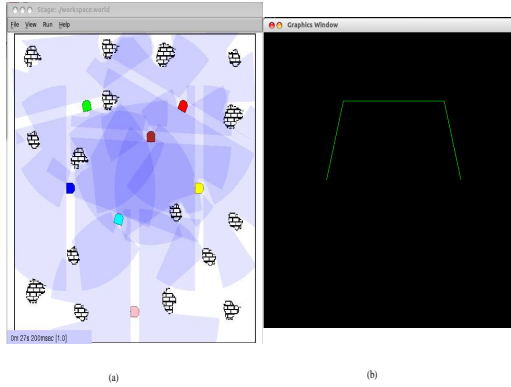 Stage: ./workspace.world
File View Run Help
0m 27s 200msec [1.0]
Graphics Window
(a)
(b)